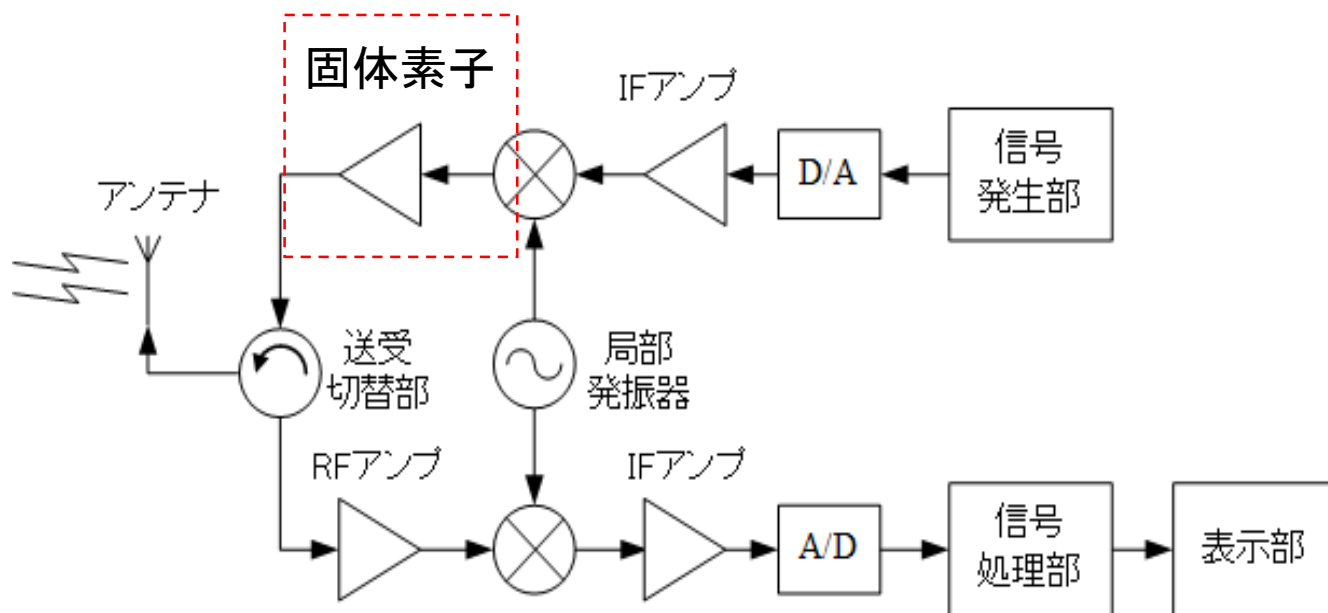 固体素子
IFアンプ
D/A
信号
発生部
アンテナ
送受
切替部
局部
発振器
RFアンプ
IFアンプ
A/D
信号
処理部
表示部